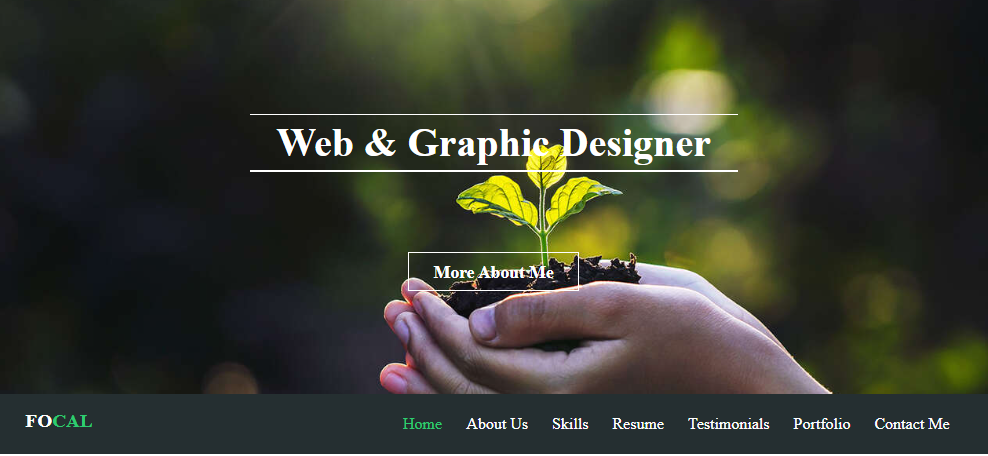 Web & Graphic Designer
More About Me
FOCAL Home About Us Skills Resume Testimonials Portfolio Contact Me